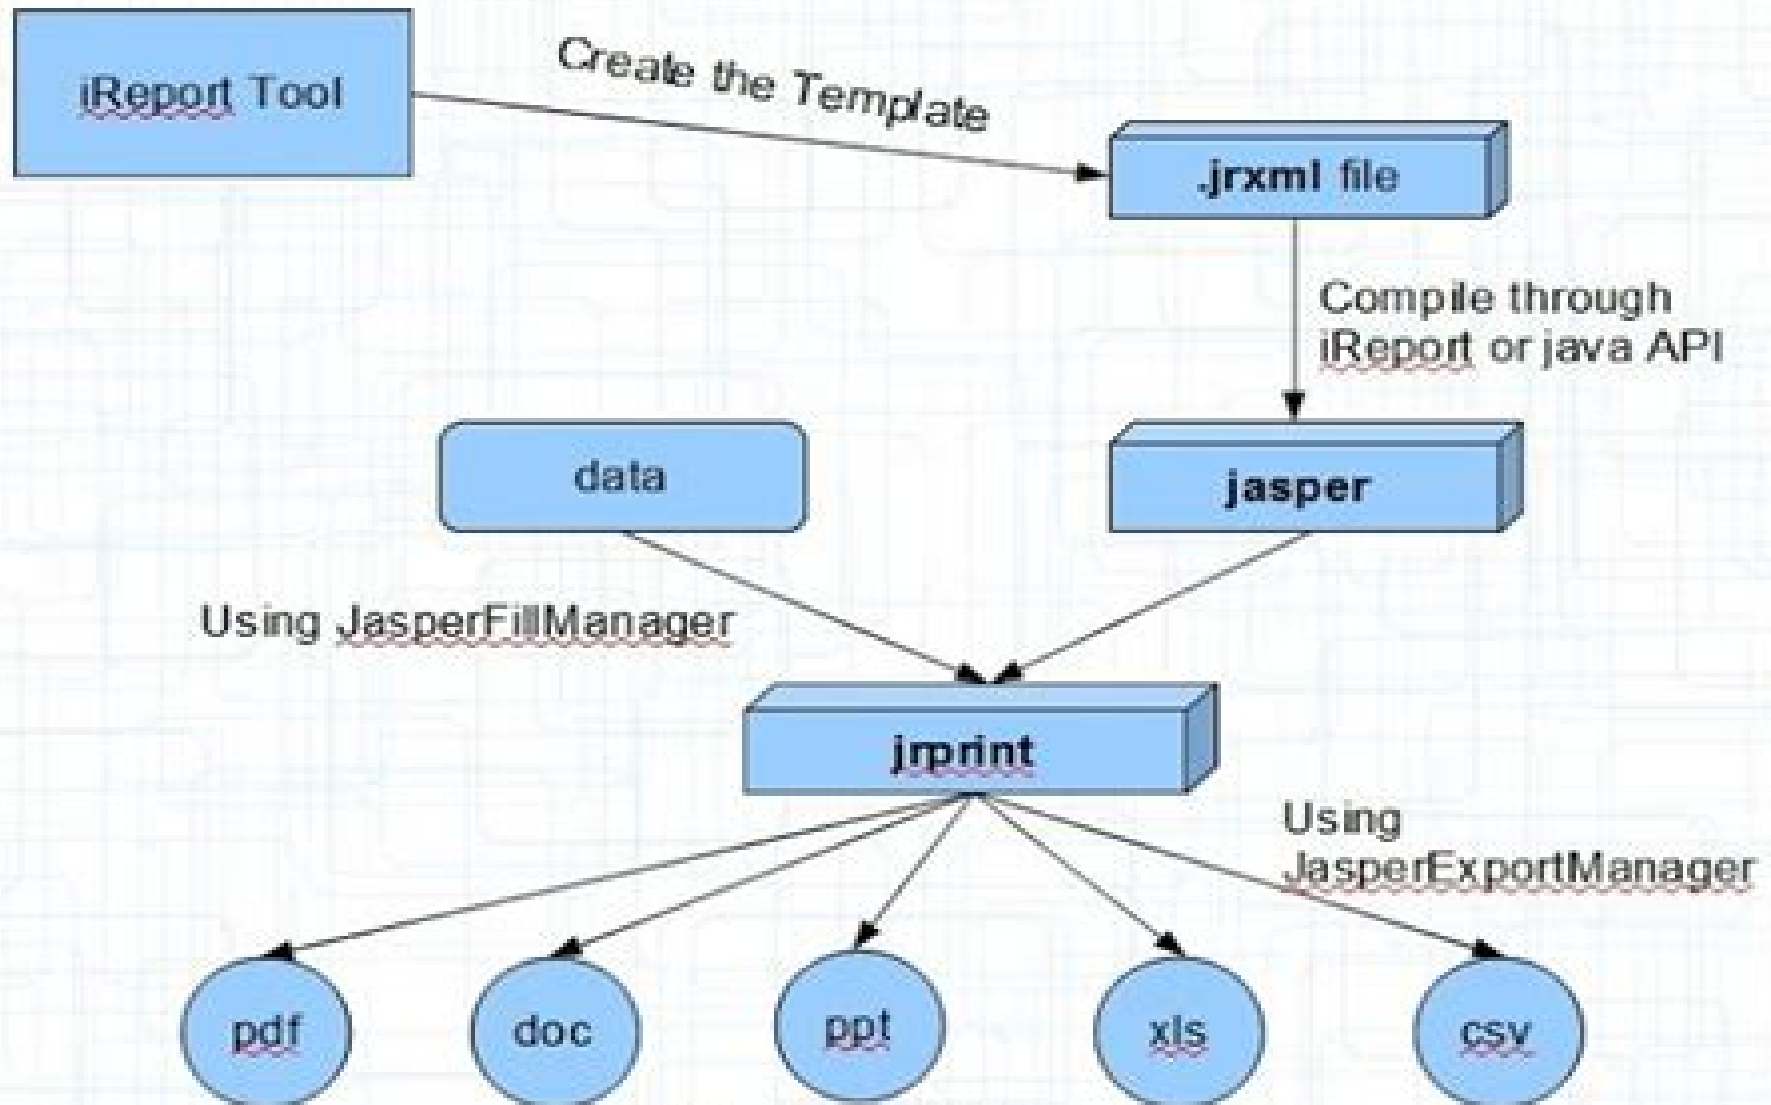 iReport Tool
Create the Template
.jrxml file
Compile through
iReport or java API
data
jasper
Using JasperFillManager
jrprint
Using
JasperExportManager
pdf
doc
ppt
xls
csv